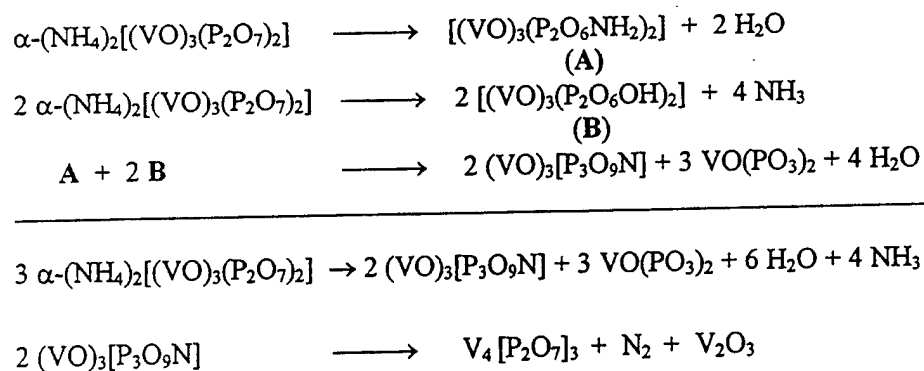 α-(NH₄)₂[(VO)₃(P₂O₇)₂] ⟶ [(VO)₃(P₂O₆NH₂)₂] + 2 H₂O
(A)
2 α-(NH₄)₂[(VO)₃(P₂O₇)₂] ⟶ 2 [(VO)₃(P₂O₆OH)₂] + 4 NH₃
(B)
A + 2 B ⟶ 2 (VO)₃[P₃O₉N] + 3 VO(PO₃)₂ + 4 H₂O
3 α-(NH₄)₂[(VO)₃(P₂O₇)₂] → 2 (VO)₃[P₃O₉N] + 3 VO(PO₃)₂ + 6 H₂O + 4 NH₃
2 (VO)₃[P₃O₉N] ⟶ V₄ [P₂O₇]₃ + N₂ + V₂O₃